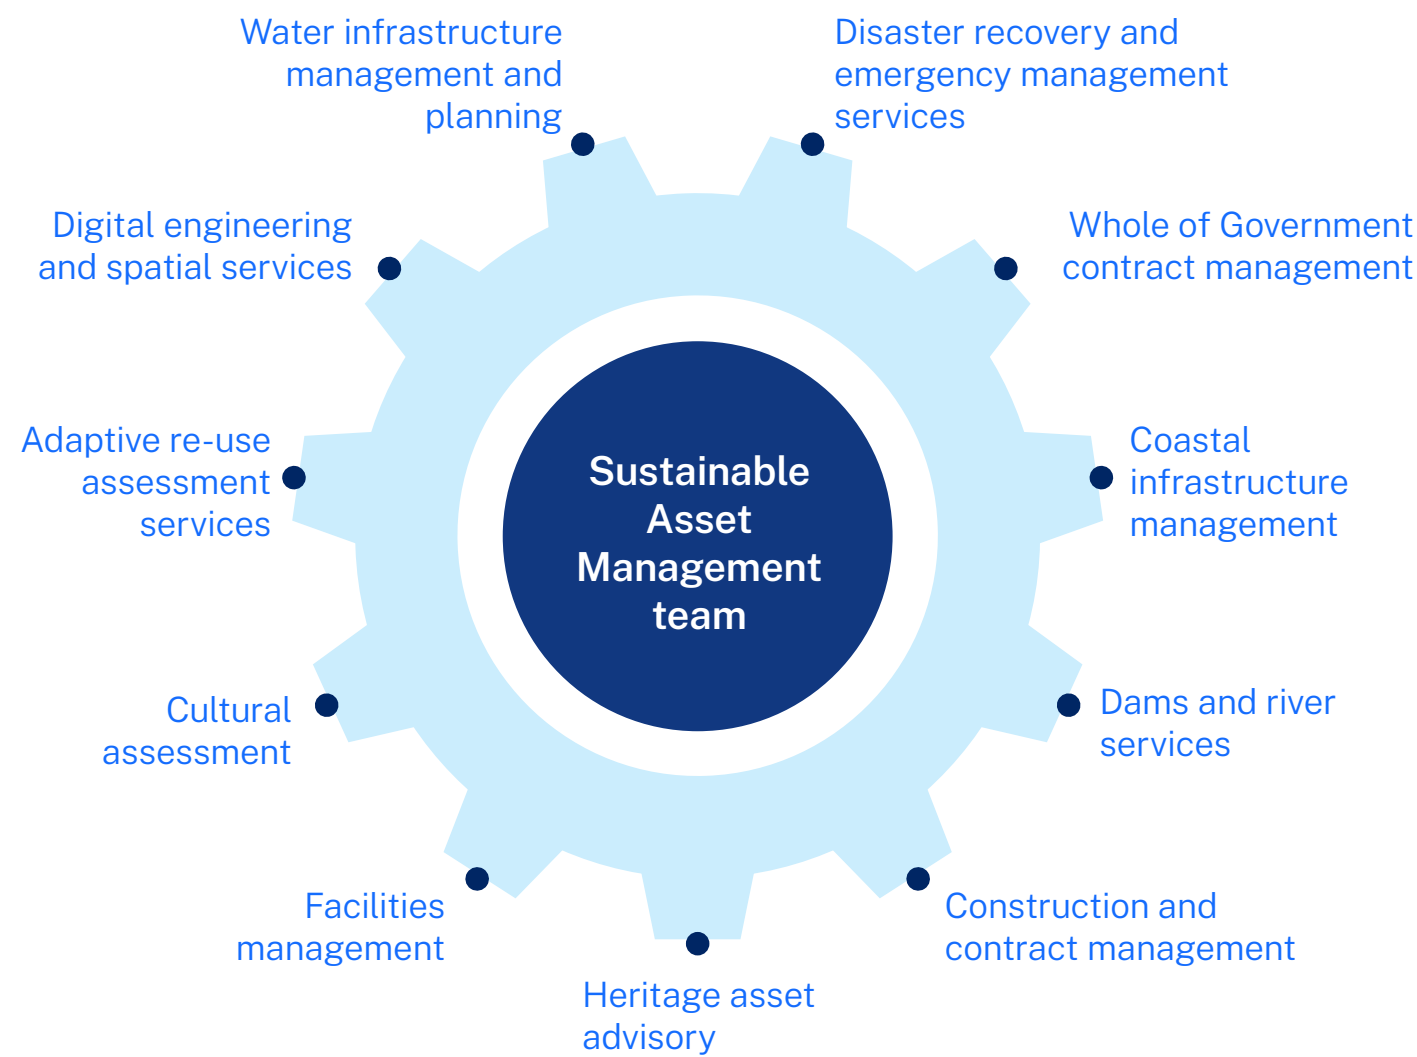 Water infrastructure
management and
planning
Disaster recovery and
emergency management
services
Digital engineering
and spatial services
Whole of Government
contract management
Adaptive re-use
assessment
services
Sustainable
Asset
Management
team
Coastal
infrastructure
management
Cultural
assessment
Dams and river
services
Facilities
management
Construction and
contract management
Heritage asset
advisory